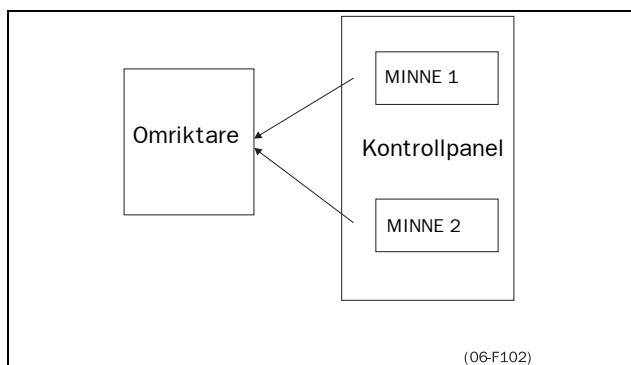 MINNE 1
Omriktare
Kontrollpanel
MINNE 2
(06-F102)